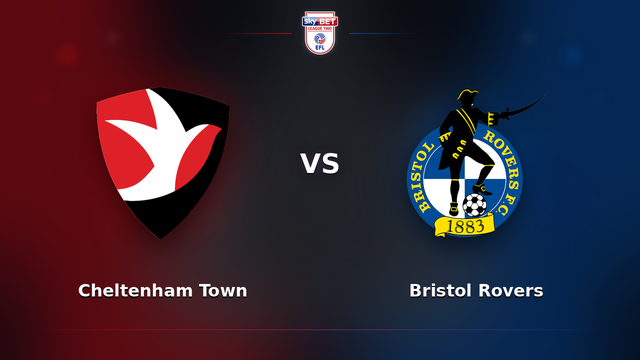 sky BET
LEAGUE TWO
EFL
VS
BRISTOL ROVERS F.C.
1883
Cheltenham Town
Bristol Rovers